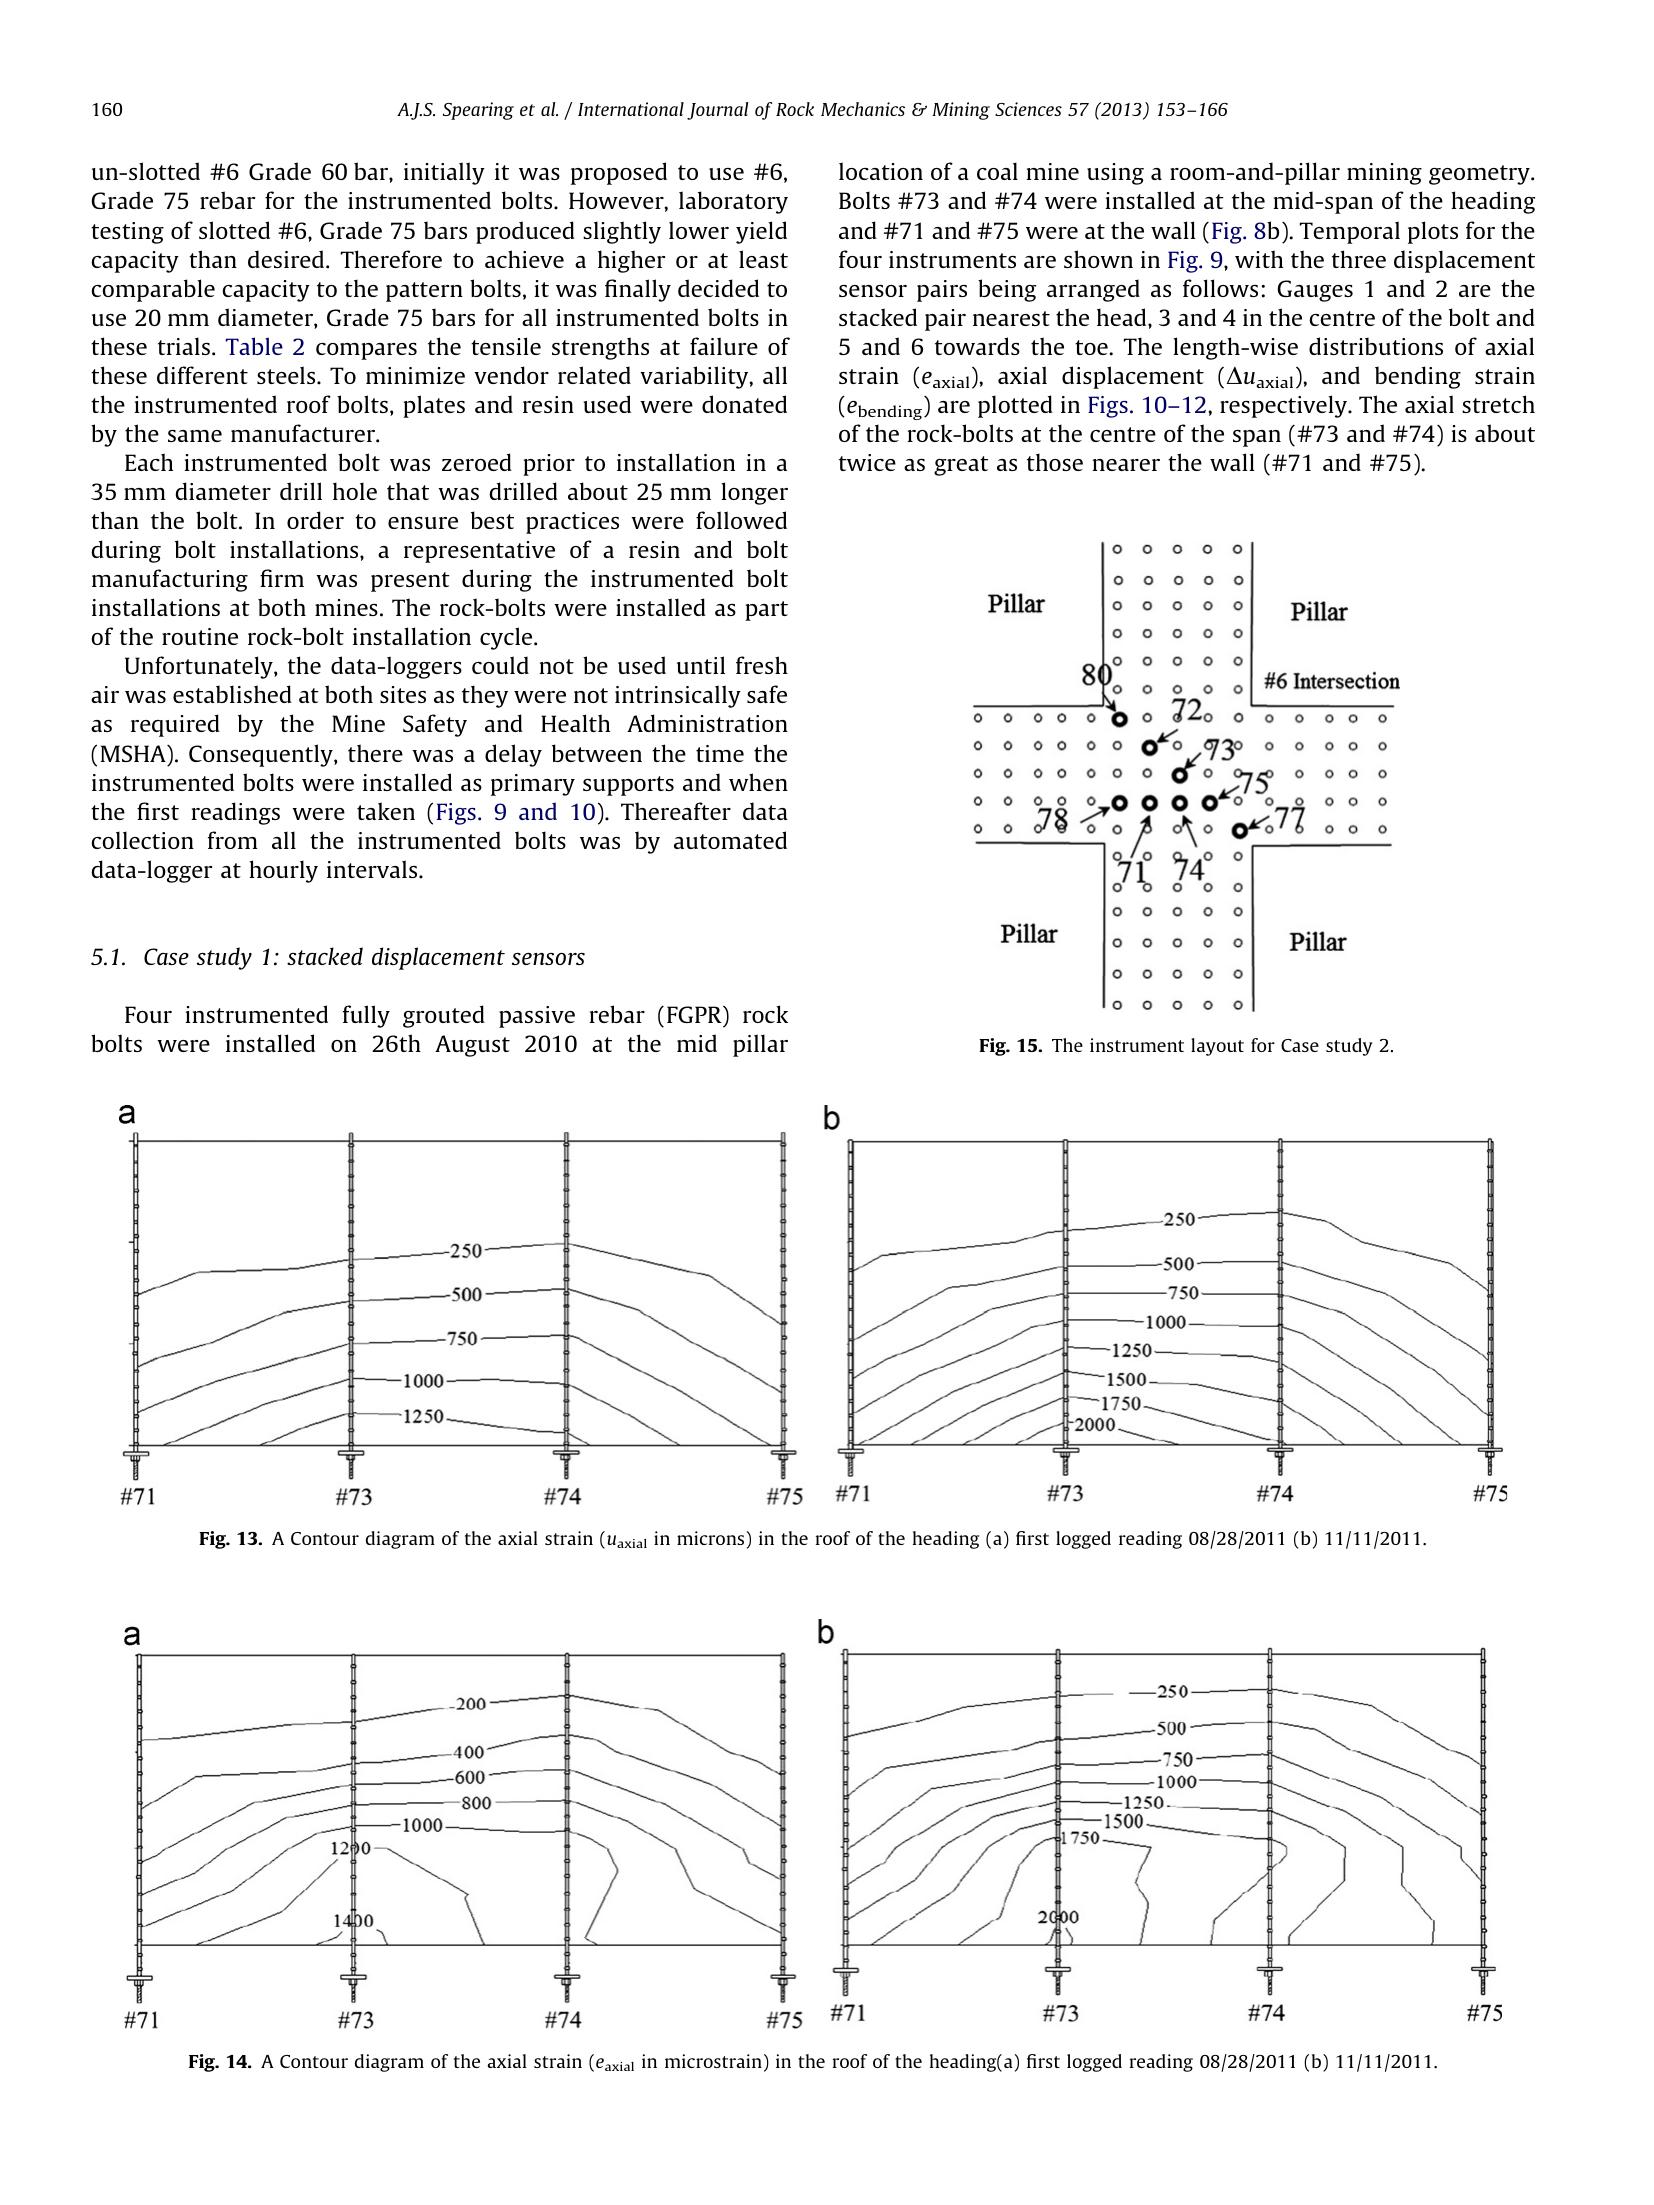 160
A.J.S. Spearing et al. / International Journal of Rock Mechanics & Mining Sciences 57 (2013) 153–166
un-slotted #6 Grade 60 bar, initially it was proposed to use #6,
Grade 75 rebar for the instrumented bolts. However, laboratory
testing of slotted #6, Grade 75 bars produced slightly lower yield
capacity than desired. Therefore to achieve a higher or at least
comparable capacity to the pattern bolts, it was finally decided to
use 20 mm diameter, Grade 75 bars for all instrumented bolts in
these trials. Table 2 compares the tensile strengths at failure of
these different steels. To minimize vendor related variability, all
the instrumented roof bolts, plates and resin used were donated
by the same manufacturer.
Each instrumented bolt was zeroed prior to installation in a
35 mm diameter drill hole that was drilled about 25 mm longer
than the bolt. In order to ensure best practices were followed
during bolt installations, a representative of a resin and bolt
manufacturing firm was present during the instrumented bolt
installations at both mines. The rock-bolts were installed as part
of the routine rock-bolt installation cycle.
Unfortunately, the data-loggers could not be used until fresh
air was established at both sites as they were not intrinsically safe
as required by the Mine Safety and Health Administration
(MSHA). Consequently, there was a delay between the time the
instrumented bolts were installed as primary supports and when
the first readings were taken (Figs. 9 and 10). Thereafter data
collection from all the instrumented bolts was by automated
data-logger at hourly intervals.
5.1. Case study 1: stacked displacement sensors
Four instrumented fully grouted passive rebar (FGPR) rock
bolts were installed on 26th August 2010 at the mid pillar
location of a coal mine using a room-and-pillar mining geometry.
Bolts #73 and #74 were installed at the mid-span of the heading
and #71 and #75 were at the wall (Fig. 8b). Temporal plots for the
four instruments are shown in Fig. 9, with the three displacement
sensor pairs being arranged as follows: Gauges 1 and 2 are the
stacked pair nearest the head, 3 and 4 in the centre of the bolt and
5 and 6 towards the toe. The length-wise distributions of axial
strain (eaxial), axial displacement (Δuaxial), and bending strain
(ebending) are plotted in Figs. 10–12, respectively. The axial stretch
of the rock-bolts at the centre of the span (#73 and #74) is about
twice as great as those nearer the wall (#71 and #75).
Pillar
Pillar
80
#6 Intersection
72
73
75
78
77
71
74
Pillar
Pillar
Fig. 15. The instrument layout for Case study 2.
a
250
500
750
1000
1250
#71
#73
#74
#75
b
250
500
750
1000
1250
1500
1750
2000
#71
#73
#74
#75
Fig. 13. A Contour diagram of the axial strain (uaxial in microns) in the roof of the heading (a) first logged reading 08/28/2011 (b) 11/11/2011.
a
200
400
600
800
1000
1200
1400
#71
#73
#74
#75
b
250
500
750
1000
1250
1500
1750
2000
#71
#73
#74
#75
Fig. 14. A Contour diagram of the axial strain (eaxial in microstrain) in the roof of the heading(a) first logged reading 08/28/2011 (b) 11/11/2011.